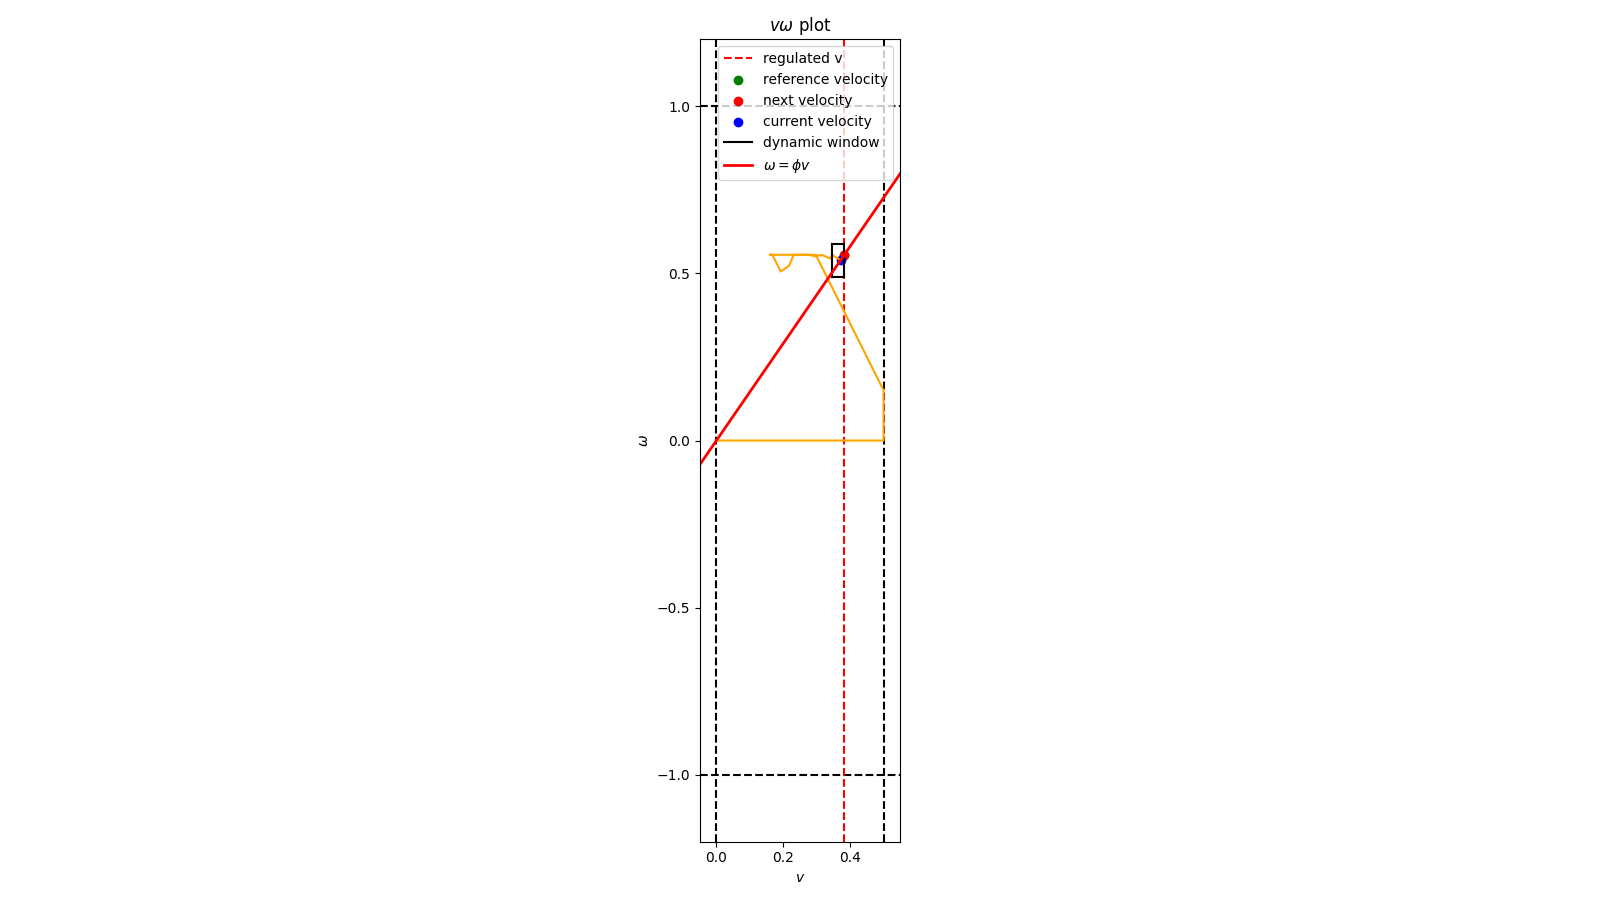 vω plot
regulated v
reference velocity
next velocity
current velocity
dynamic window
ω = ϕv
1.0
0.5
0.0
−0.5
−1.0
ω
0.0 0.2 0.4
v